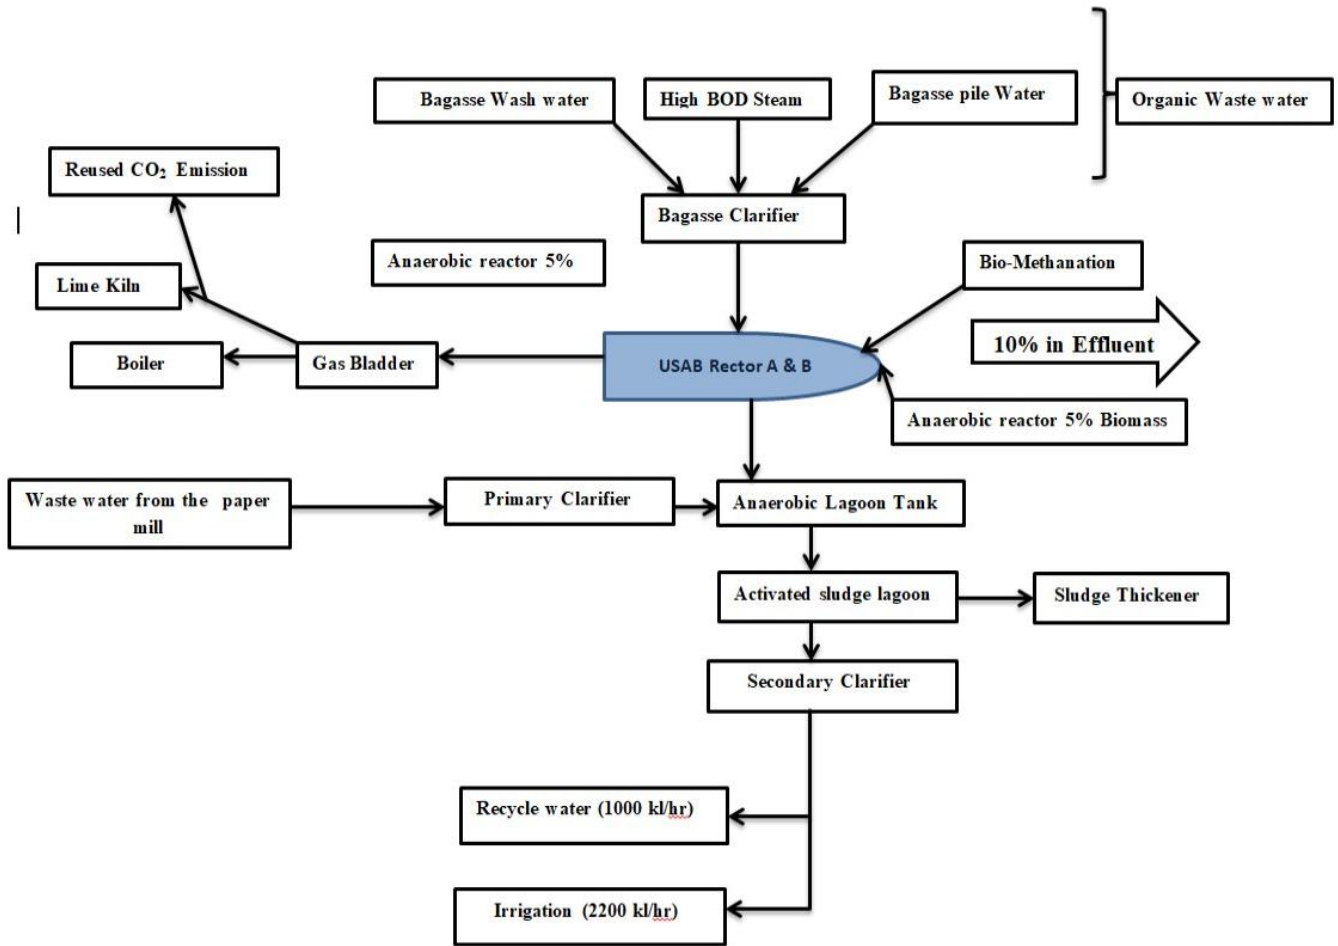 Bagasse Wash water
High BOD Steam
Bagasse pile Water
Organic Waste water
Reused CO₂ Emission
Bagasse Clarifier
Anaerobic reactor 5%
Bio-Methanation
Lime Kiln
10% in Effluent
Boiler
Gas Bladder
USAB Rector A & B
Anaerobic reactor 5% Biomass
Waste water from the paper
mill
Primary Clarifier
Anaerobic Lagoon Tank
Activated sludge lagoon
Sludge Thickener
Secondary Clarifier
Recycle water (1000 kl/hr)
Irrigation (2200 kl/hr)